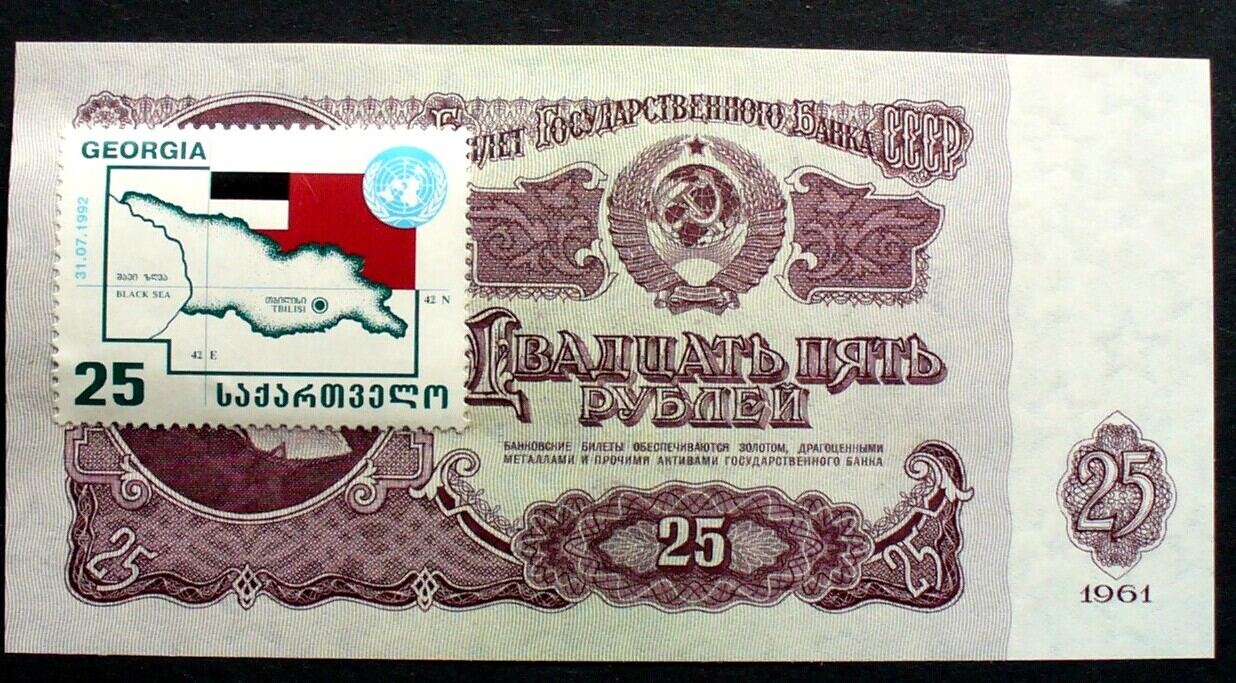 GEORGIA
31.07.1992
შავი ზღვა
BLACK SEA
თბილისი
TBILISI
42 N
42 E
25
საქართველო
Государственного Банка СССР
Двадцать пять
рублей
БАНКОВСКИЕ БИЛЕТЫ ОБЕСПЕЧИВАЮТСЯ ЗОЛОТОМ, ДРАГОЦЕННЫМИ
МЕТАЛЛАМИ И ПРОЧИМИ АКТИВАМИ ГОСУДАРСТВЕННОГО БАНКА
25
25
25
25
1961